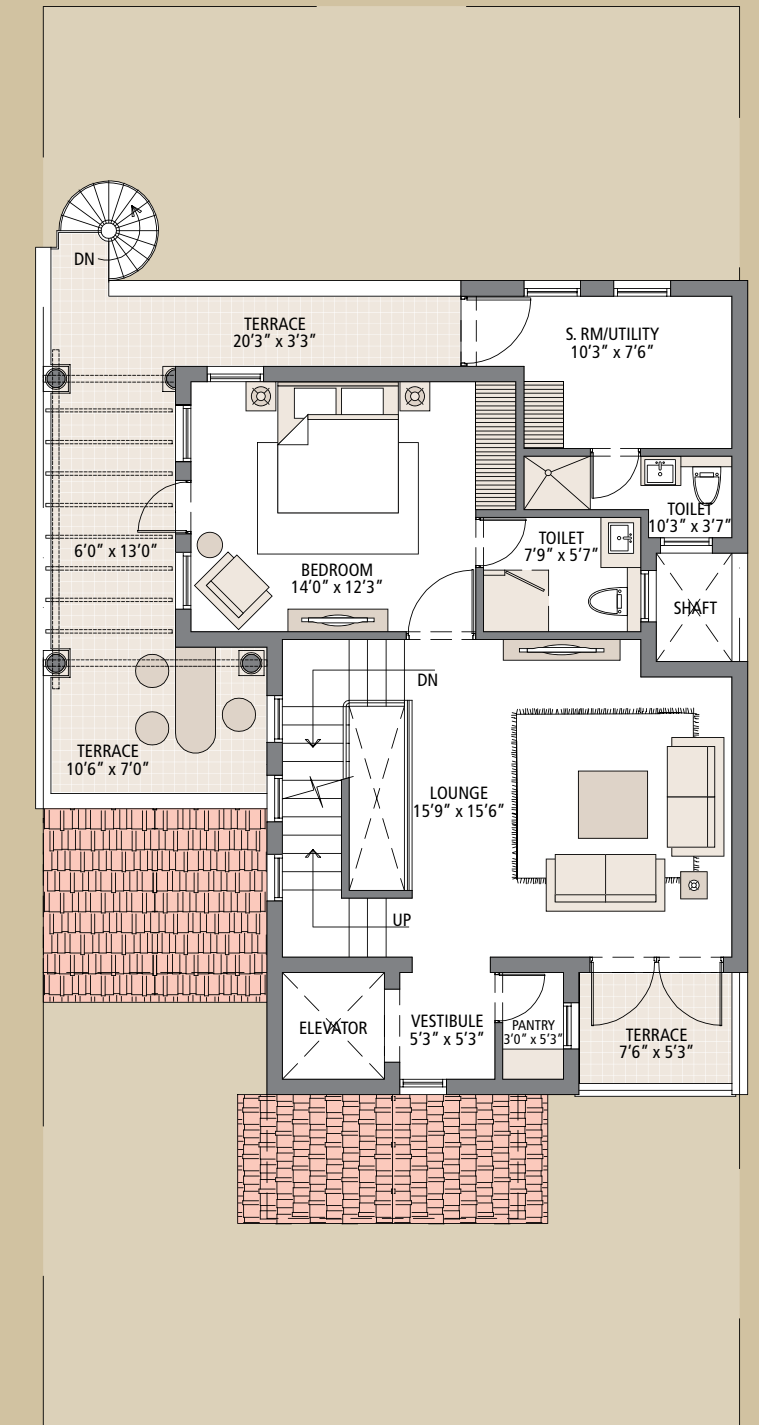 DN
TERRACE
20'3" x 3'3"
S. RM/UTILITY
10'3" x 7'6"
TOILET
10'3" x 3'7"
TOILET
7'9" x 5'7"
6'0" x 13'0"
BEDROOM
14'0" x 12'3"
SHAFT
DN
TERRACE
10'6" x 7'0"
LOUNGE
15'9" x 15'6"
UP
ELEVATOR
VESTIBULE
5'3" x 5'3"
PANTRY
3'0" x 5'3"
TERRACE
7'6" x 5'3"